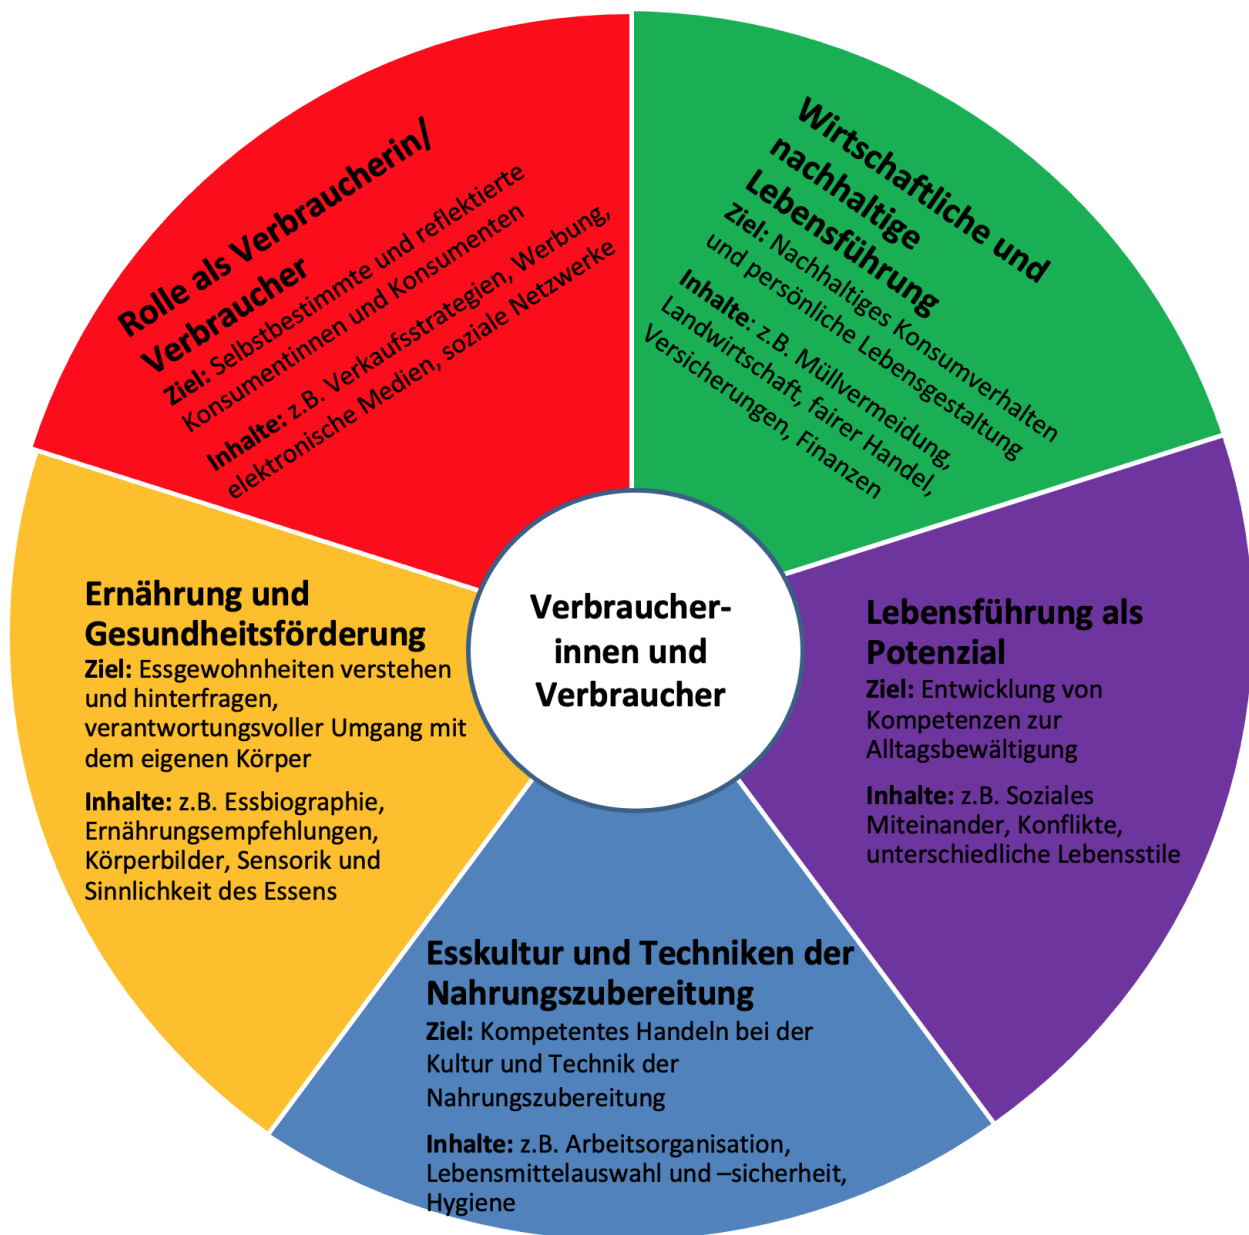 Rolle als Verbraucherin/
Verbraucher
Ziel: Selbstbestimmte und reflektierte
Konsumentinnen und Konsumenten
Inhalte: z.B. Verkaufsstrategien, Werbung,
elektronische Medien, soziale Netzwerke
Wirtschaftliche und
nachhaltige
Lebensführung
Ziel: Nachhaltiges Konsumverhalten
und persönliche Lebensgestaltung
Inhalte: z.B. Müllvermeidung,
Landwirtschaft, fairer Handel,
Versicherungen, Finanzen
Ernährung und
Gesundheitsförderung
Ziel: Essgewohnheiten verstehen
und hinterfragen,
verantwortungsvoller Umgang mit
dem eigenen Körper
Inhalte: z.B. Essbiographie,
Ernährungsempfehlungen,
Körperbilder, Sensorik und
Sinnlichkeit des Essens
Verbraucher-
innen und
Verbraucher
Lebensführung als
Potenzial
Ziel: Entwicklung von
Kompetenzen zur
Alltagsbewältigung
Inhalte: z.B. Soziales
Miteinander, Konflikte,
unterschiedliche Lebensstile
Esskultur und Techniken der
Nahrungszubereitung
Ziel: Kompetentes Handeln bei der
Kultur und Technik der
Nahrungszubereitung
Inhalte: z.B. Arbeitsorganisation,
Lebensmittelauswahl und –sicherheit,
Hygiene